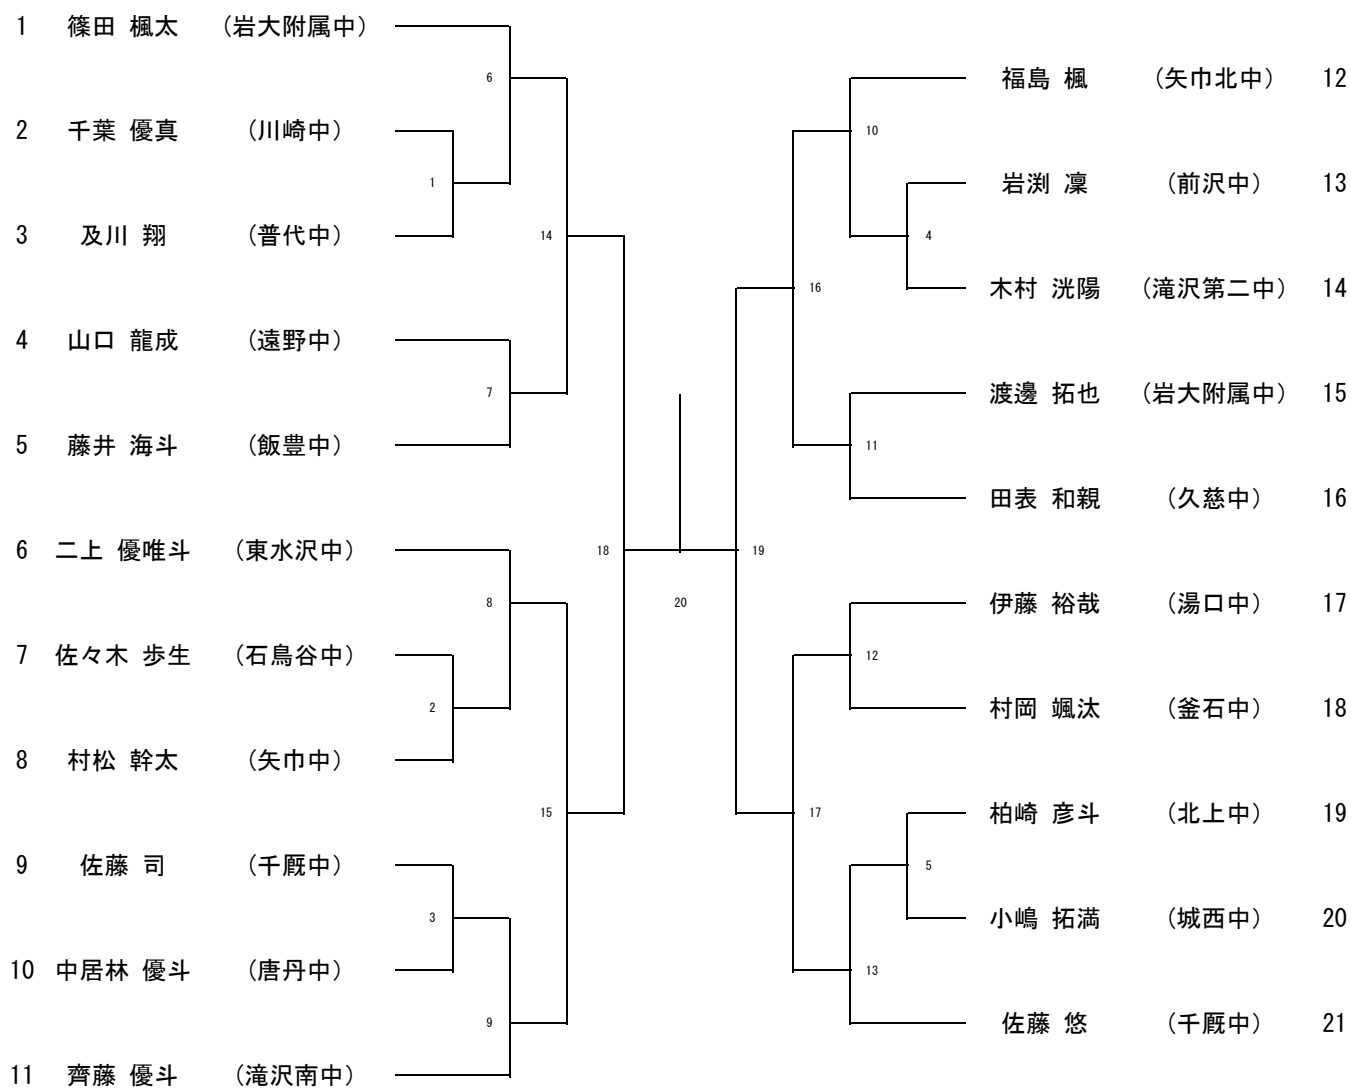 1 篠田 楓太 （岩大附属中）
6
2 千葉 優真 （川崎中）
1
3 及川 翔 （普代中）
14
4 山口 龍成 （遠野中）
7
5 藤井 海斗 （飯豊中）
6 二上 優唯斗 （東水沢中）
18
8
7 佐々木 歩生 （石鳥谷中）
2
8 村松 幹太 （矢巾中）
15
9 佐藤 司 （千厩中）
3
10 中居林 優斗 （唐丹中）
9
11 齊藤 優斗 （滝沢南中）
20
福島 楓 （矢巾北中） 12
10
岩渕 凜 （前沢中） 13
4
木村 洸陽 （滝沢第二中） 14
16
渡邊 拓也 （岩大附属中） 15
11
田表 和親 （久慈中） 16
19
伊藤 裕哉 （湯口中） 17
12
村岡 颯汰 （釜石中） 18
17
柏崎 彦斗 （北上中） 19
5
小嶋 拓満 （城西中） 20
13
佐藤 悠 （千厩中） 21